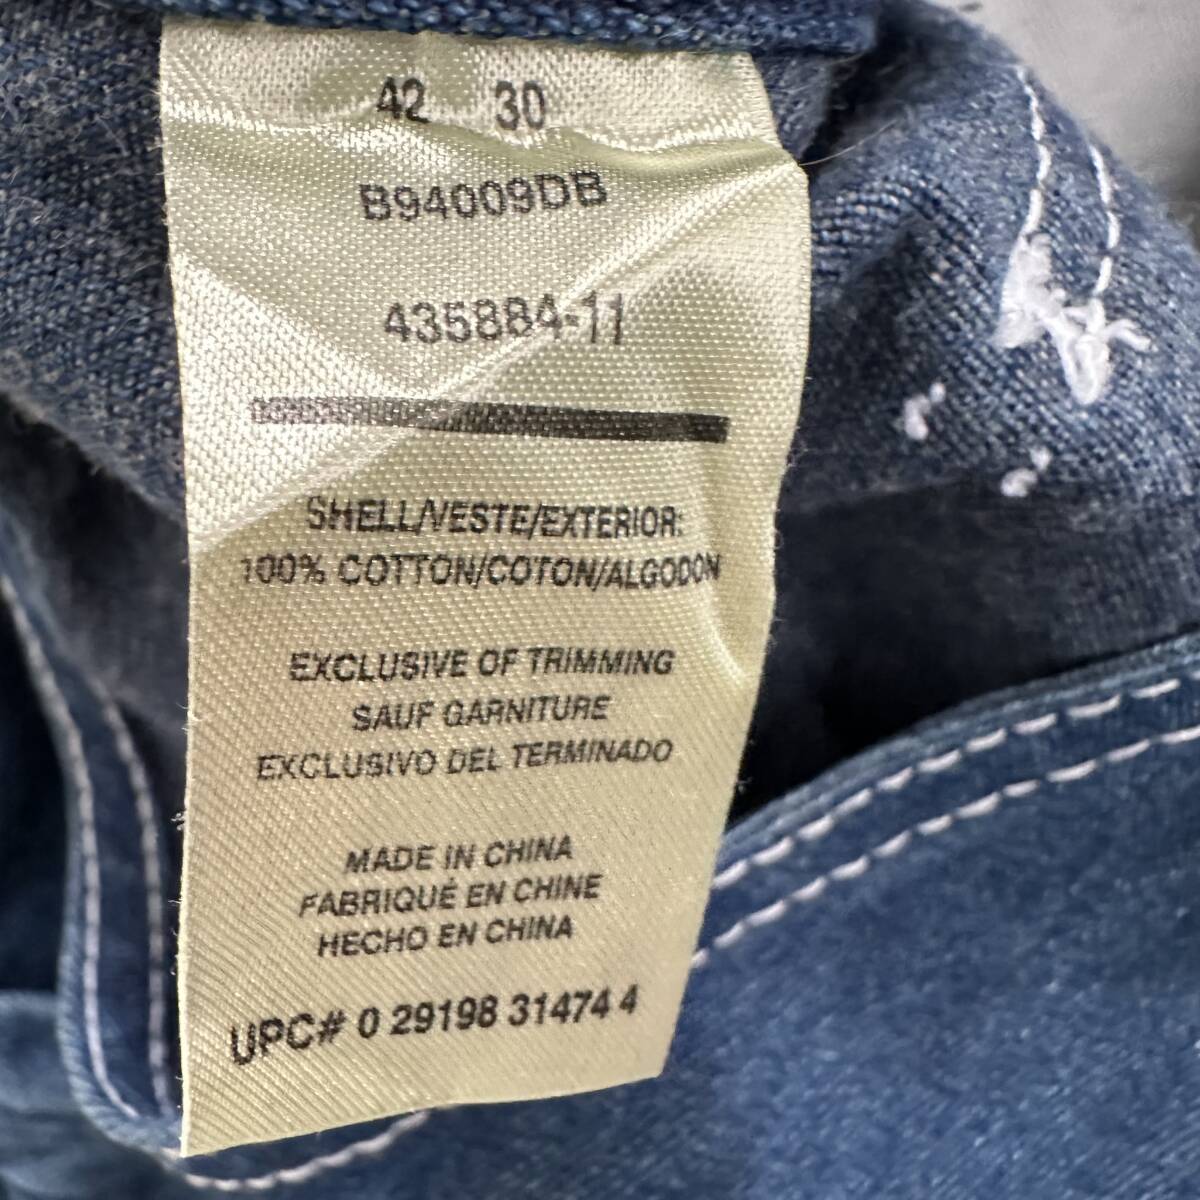 42 30
B94009DB
435884-11
SHELL/VESTE/EXTERIOR:
100% COTTON/COTON/ALGODON
EXCLUSIVE OF TRIMMING
SAUF GARNITURE
EXCLUSIVO DEL TERMINADO
MADE IN CHINA
FABRIQUÉ EN CHINE
HECHO EN CHINA
UPC# 0 29198 31474 4